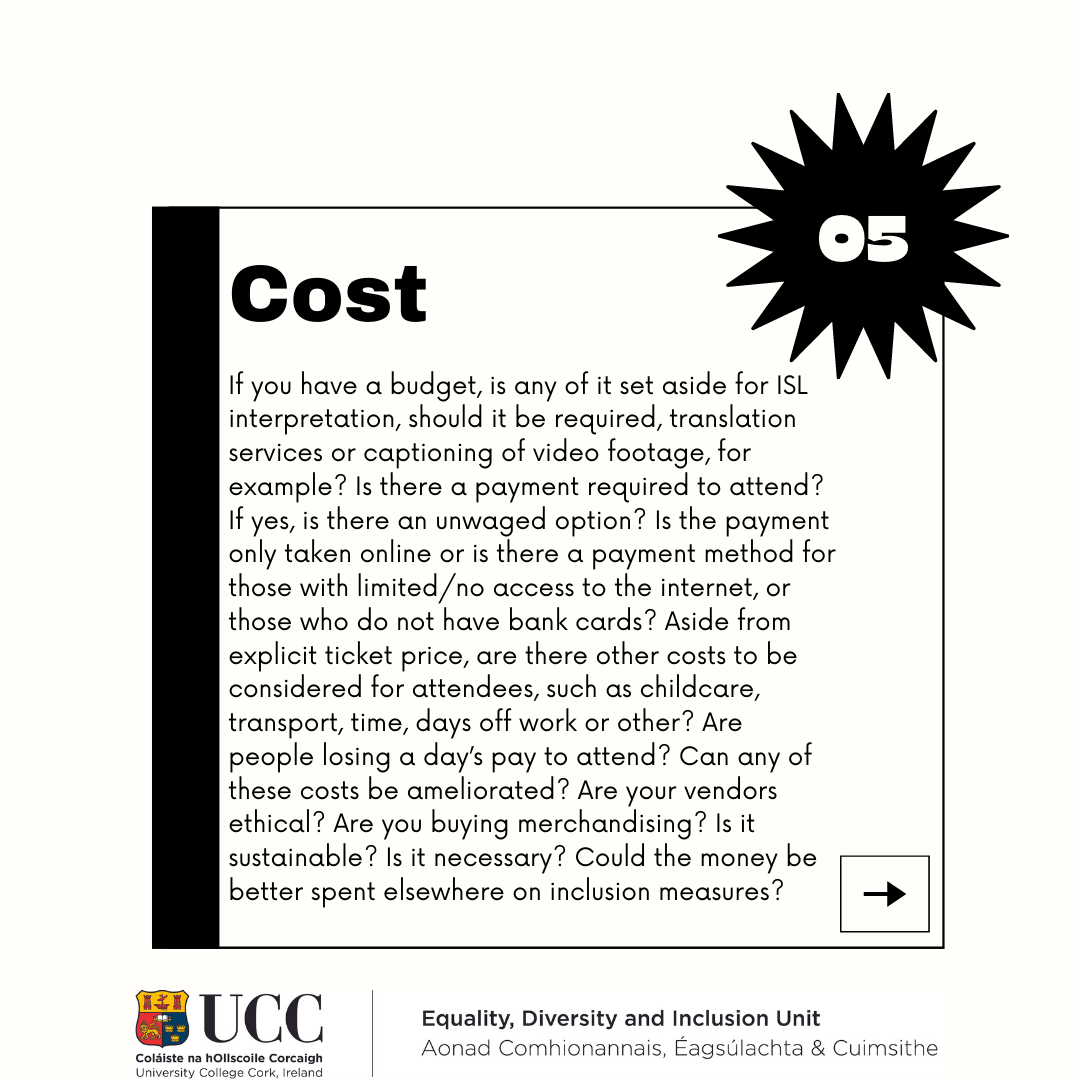 05
Cost
If you have a budget, is any of it set aside for ISL
interpretation, should it be required, translation
services or captioning of video footage, for
example? Is there a payment required to attend?
If yes, is there an unwaged option? Is the payment
only taken online or is there a payment method for
those with limited/no access to the internet, or
those who do not have bank cards? Aside from
explicit ticket price, are there other costs to be
considered for attendees, such as childcare,
transport, time, days off work or other? Are
people losing a day's pay to attend? Can any of
these costs be ameliorated? Are your vendors
ethical? Are you buying merchandising? Is it
sustainable? Is it necessary? Could the money be
better spent elsewhere on inclusion measures?
UCC
Coláiste na hOllscoile Corcaigh
University College Cork, Ireland
Equality, Diversity and Inclusion Unit
Aonad Comhionannais, Éagsúlachta & Cuimsithe